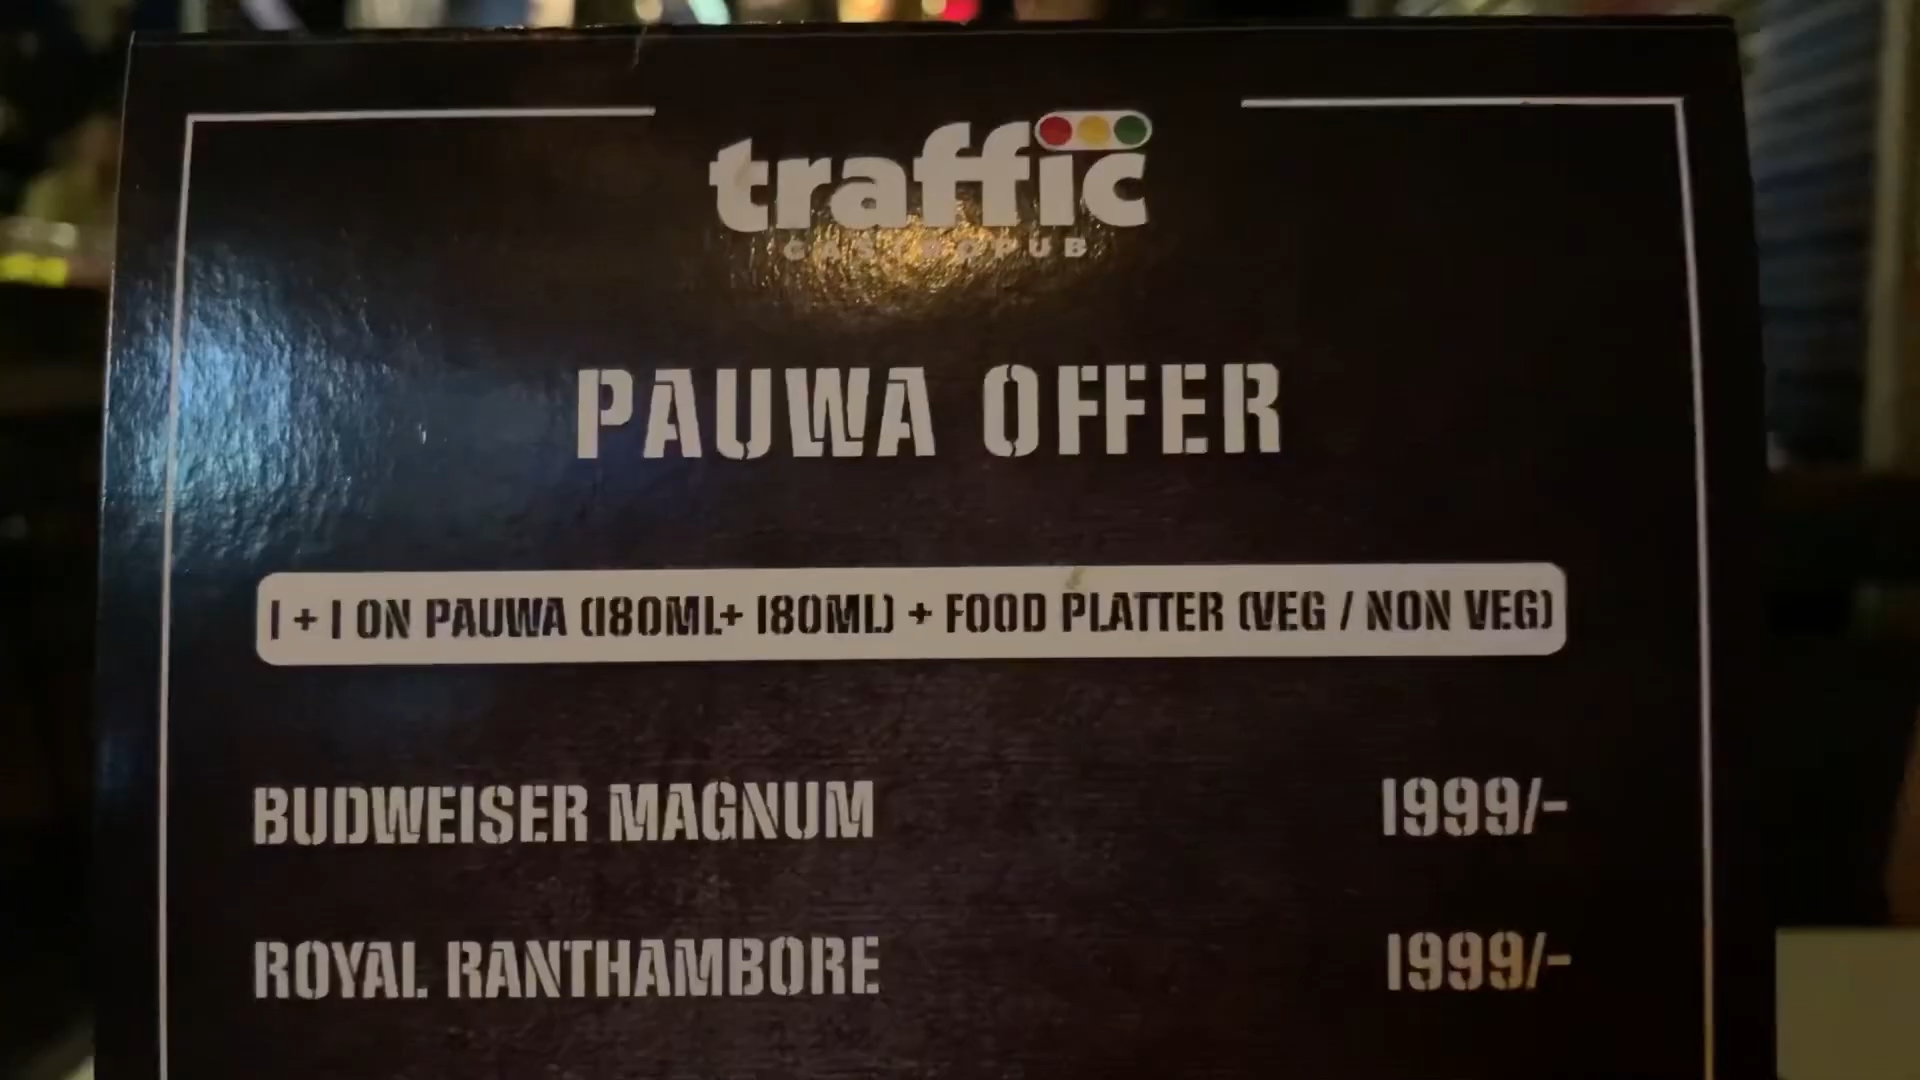 traffic
GASTROPUB
PAUWA OFFER
1 + 1 ON PAUWA (180ML+ 180ML) + FOOD PLATTER (VEG / NON VEG)
BUDWEISER MAGNUM 1999/-
ROYAL RANTHAMBORE 1999/-